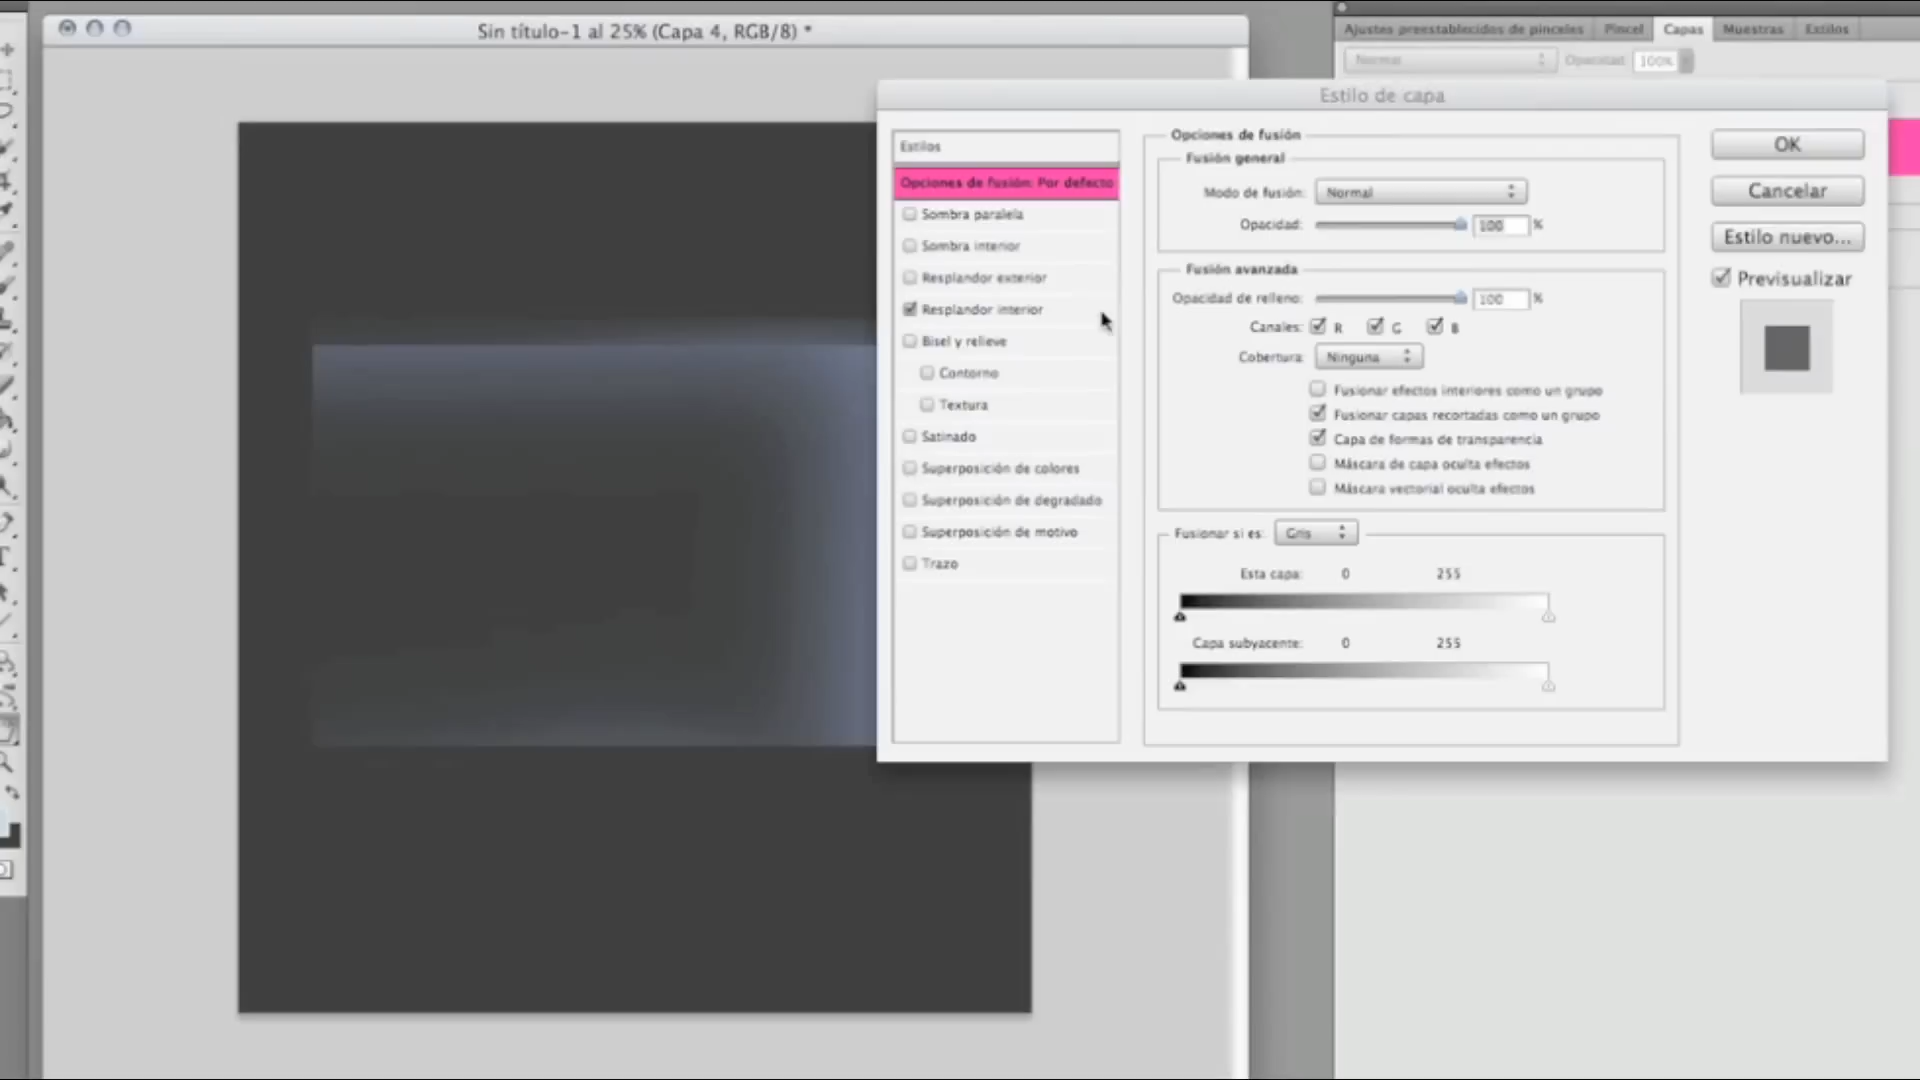 Sin título-1 al 25% (Capa 4, RGB/8) *
Ajustes preestablecidos de pinceles
Pincel
Capas
Muestras
Estilos
Normal
Opacidad:
100%
Estilo de capa
Estilos
Opciones de fusión: Por defecto
Sombra paralela
Sombra interior
Resplandor exterior
Resplandor interior
Bisel y relieve
Contorno
Textura
Satinado
Superposición de colores
Superposición de degradado
Superposición de motivo
Trazo
Opciones de fusión
Fusión general
Modo de fusión: Normal
Opacidad: 100 %
Fusión avanzada
Opacidad de relleno: 100 %
Canales: R G B
Cobertura: Ninguna
Fusionar efectos interiores como un grupo
Fusionar capas recortadas como un grupo
Capa de formas de transparencia
Máscara de capa oculta efectos
Máscara vectorial oculta efectos
Fusionar si es: Gris
Esta capa: 0 255
Capa subyacente: 0 255
OK
Cancelar
Estilo nuevo...
Previsualizar